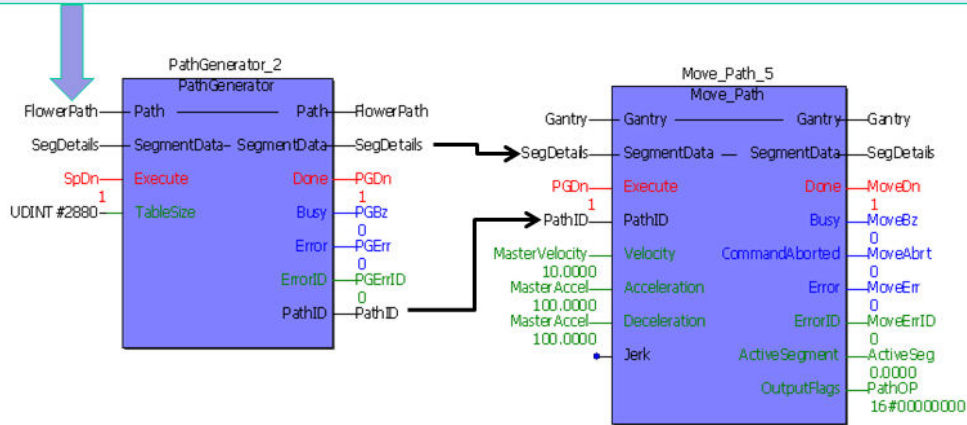 PathGenerator_2
PathGenerator
FlowerPath Path Path FlowerPath
SegDetails SegmentData SegmentData SegDetails
SpDn Execute Done PGDn
1 1
UDINT #2880 TableSize Busy PGBz
0
Error PGErr
0
ErrorID PGErrID
0
PathID PathID
Move_Path_5
Move_Path
Gantry Gantry Gantry Gantry
SegDetails SegmentData SegmentData SegDetails
PGDn Execute Done MoveDn
1 1
PathID PathID Busy MoveBz
0
MasterVelocity Velocity CommandAborted MoveAbrt
10.0000 0
MasterAccel Acceleration Error MoveErr
100.0000 0
MasterAccel Deceleration ErrorID MoveErrID
100.0000 0
Jerk ActiveSegment ActiveSeg
0.0000
OutputFlags PathOP
16#00000000